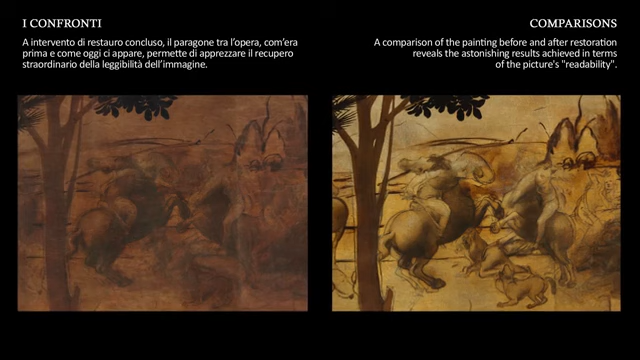 I CONFRONTI
A intervento di restauro concluso, il paragone tra l'opera, com'era
prima e come oggi ci appare, permette di apprezzare il recupero
straordinario della leggibilità dell'immagine.
COMPARISONS
A comparison of the painting before and after restoration
reveals the astonishing results achieved in terms
of the picture's "readability".